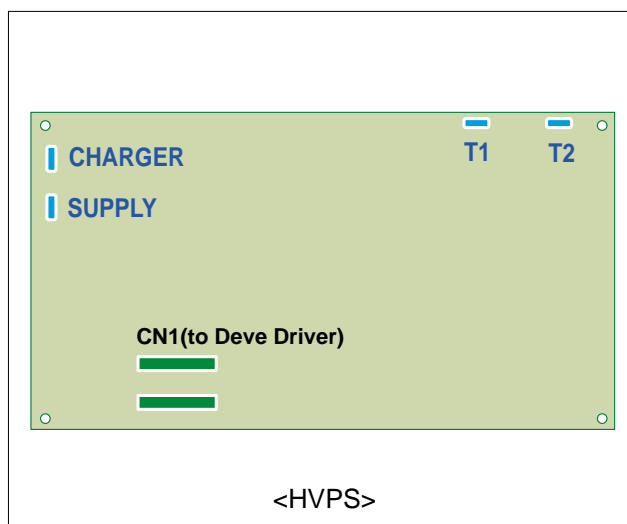 CHARGER
T1
T2
SUPPLY
CN1(to Deve Driver)
<HVPS>